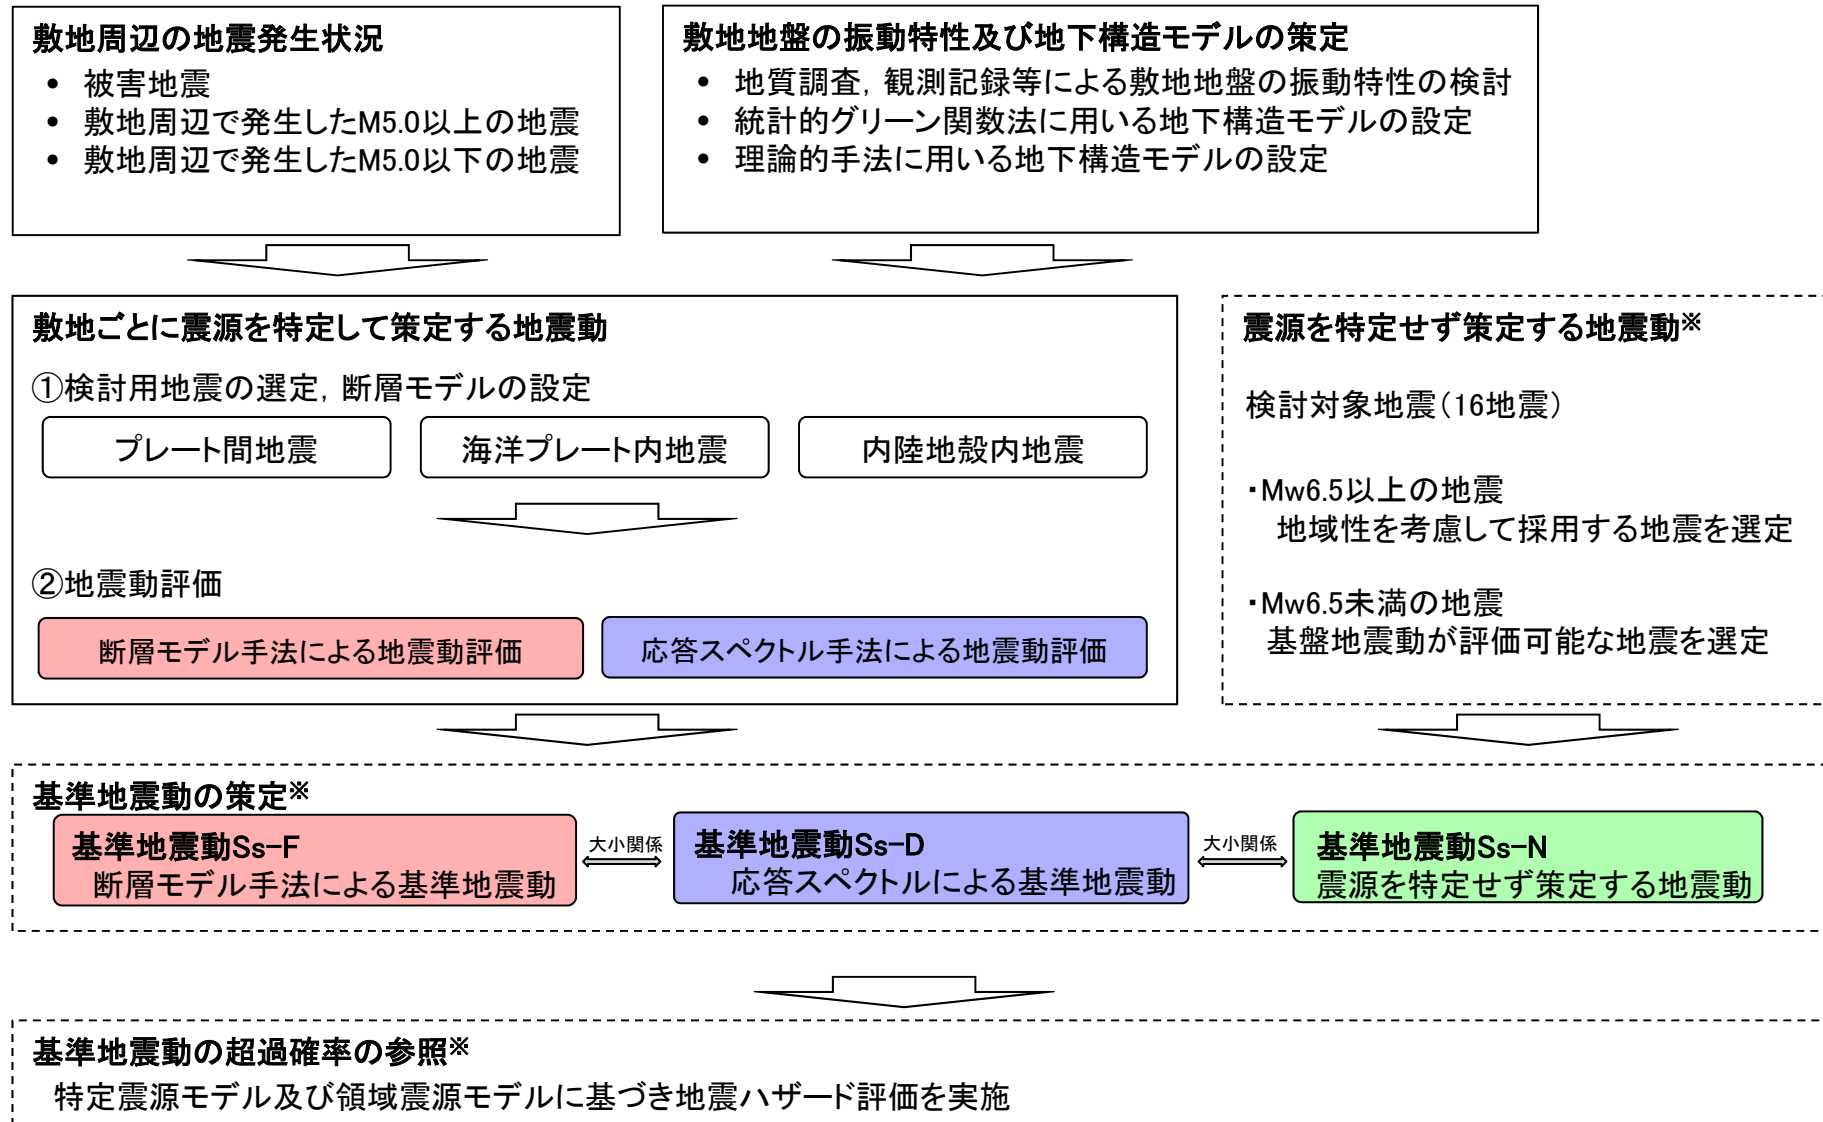 敷地周辺の地震発生状況
• 被害地震
• 敷地周辺で発生したM5.0以上の地震
• 敷地周辺で発生したM5.0以下の地震
敷地地盤の振動特性及び地下構造モデルの策定
• 地質調査，観測記録等による敷地地盤の振動特性の検討
• 統計的グリーン関数法に用いる地下構造モデルの設定
• 理論的手法に用いる地下構造モデルの設定
敷地ごとに震源を特定して策定する地震動
①検討用地震の選定，断層モデルの設定
プレート間地震
海洋プレート内地震
内陸地殻内地震
②地震動評価
断層モデル手法による地震動評価
応答スペクトル手法による地震動評価
震源を特定せず策定する地震動※
検討対象地震（16地震）
・Mw6.5以上の地震
地域性を考慮して採用する地震を選定
・Mw6.5未満の地震
基盤地震動が評価可能な地震を選定
基準地震動の策定※
基準地震動Ss-F
断層モデル手法による基準地震動
大小関係
基準地震動Ss-D
応答スペクトルによる基準地震動
大小関係
基準地震動Ss-N
震源を特定せず策定する地震動
基準地震動の超過確率の参照※
特定震源モデル及び領域震源モデルに基づき地震ハザード評価を実施